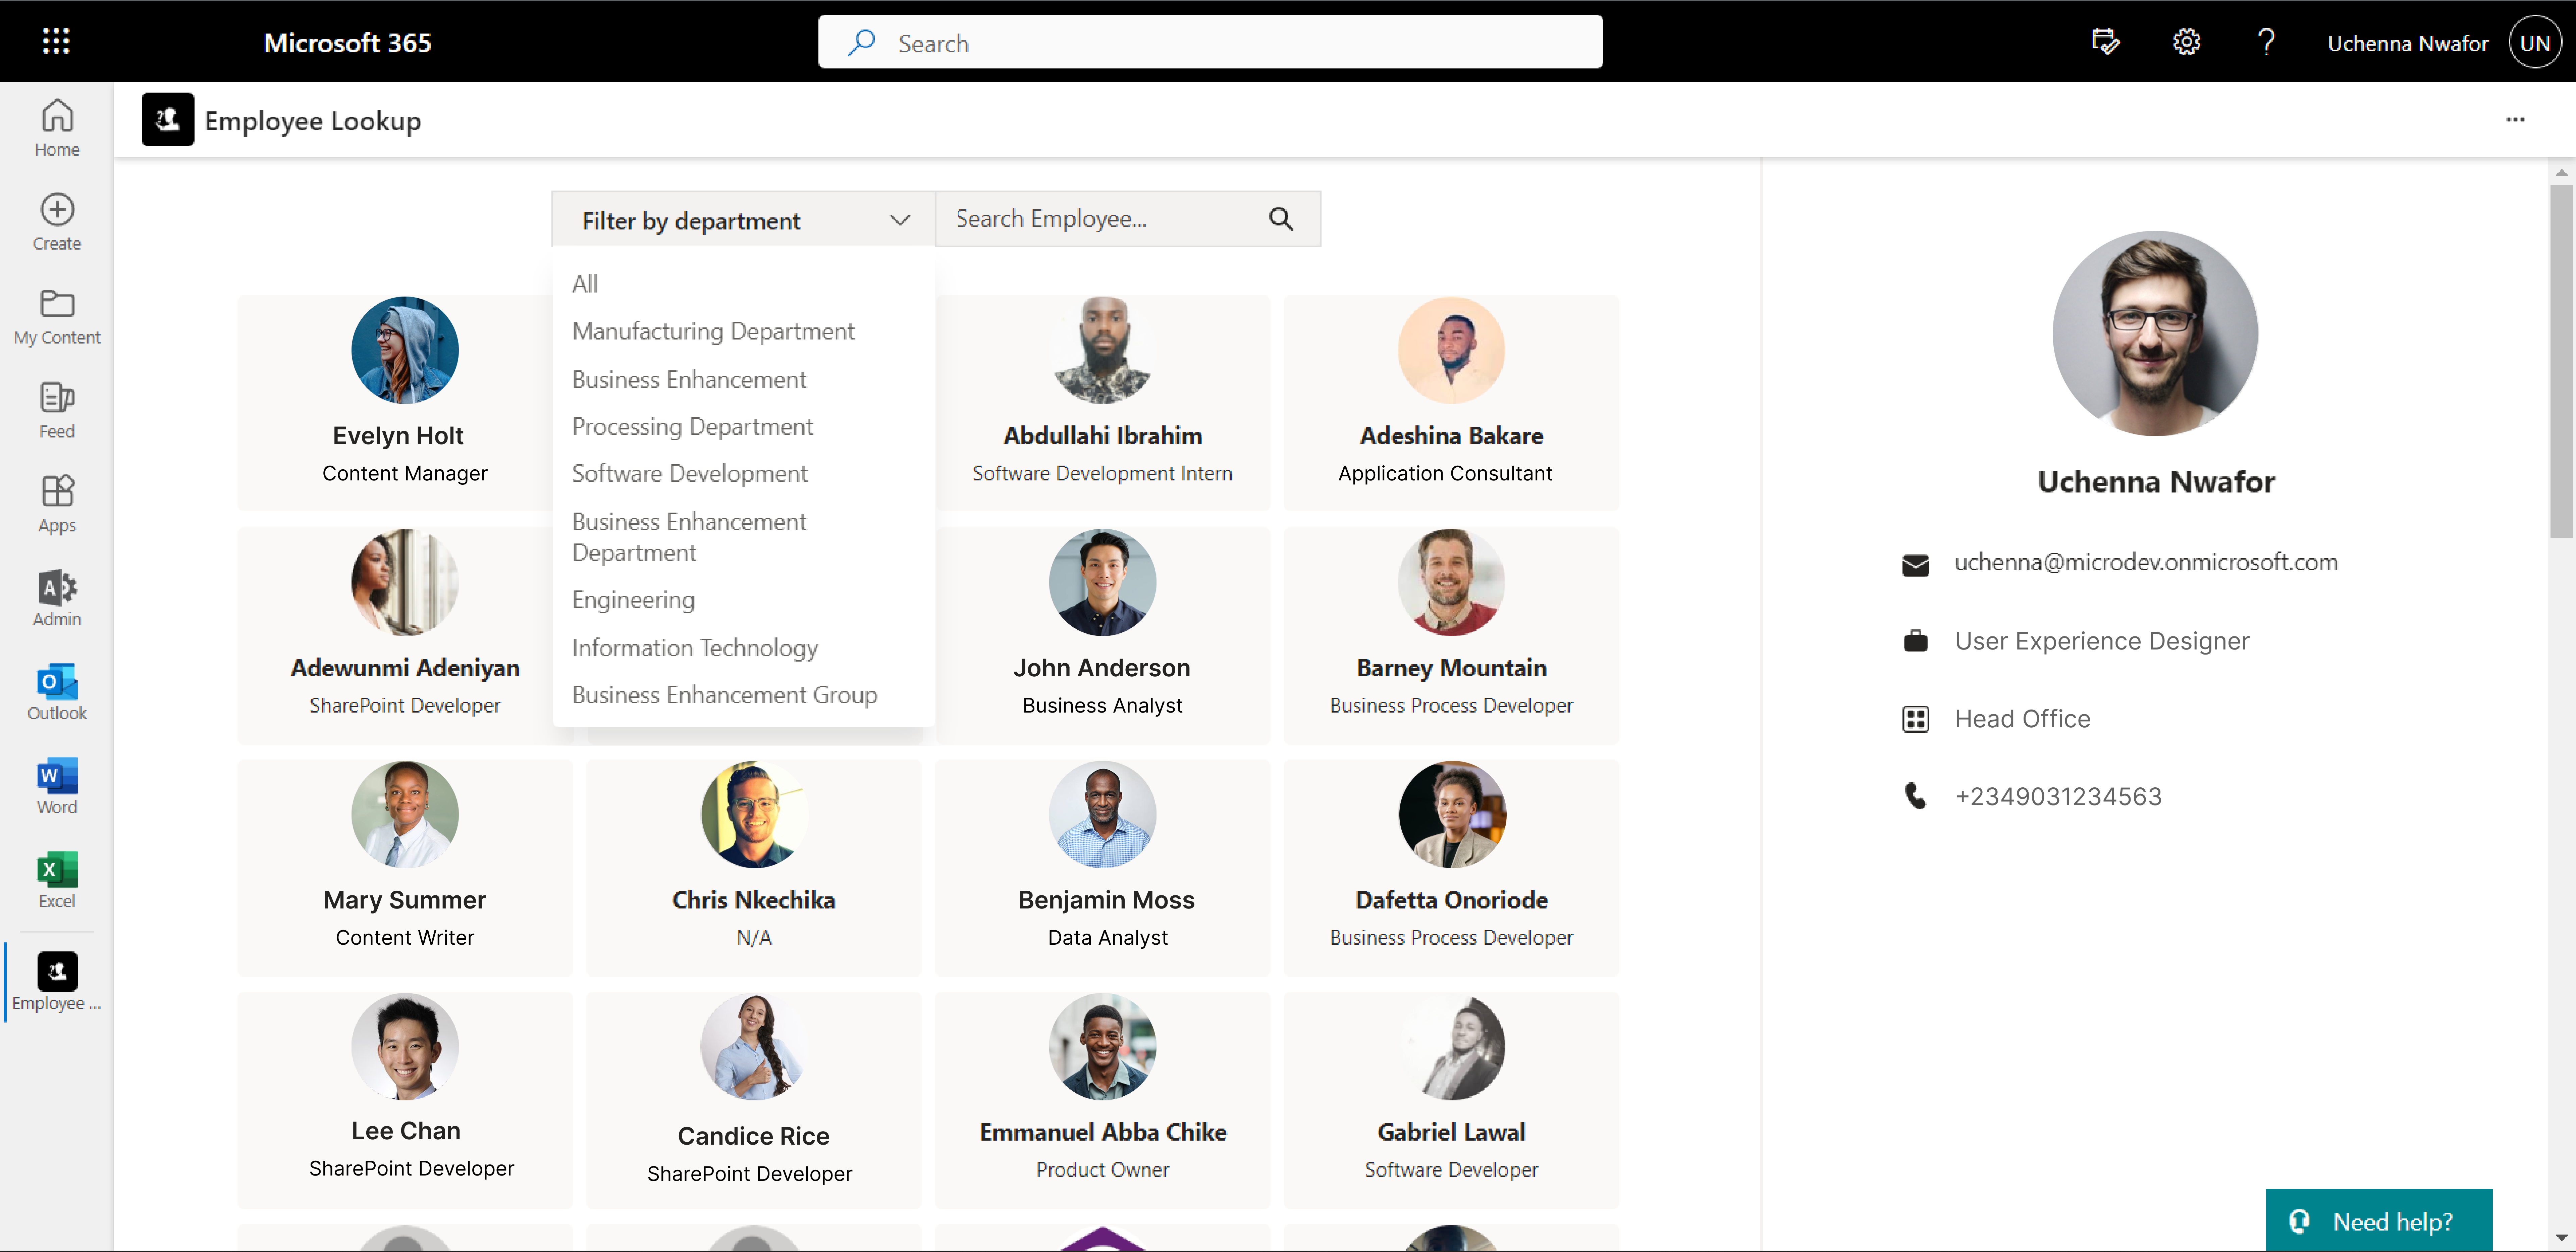 Microsoft 365
Search
Uchenna Nwafor
UN
Home
Create
My Content
Feed
Apps
Admin
Outlook
Word
Excel
Employee ...
Employee Lookup
...
Filter by department
Search Employee...
All
Manufacturing Department
Business Enhancement
Processing Department
Software Development
Business Enhancement
Department
Engineering
Information Technology
Business Enhancement Group
Evelyn Holt
Content Manager
Abdullahi Ibrahim
Software Development Intern
Adeshina Bakare
Application Consultant
Adewunmi Adeniyan
SharePoint Developer
John Anderson
Business Analyst
Barney Mountain
Business Process Developer
Mary Summer
Content Writer
Chris Nkechika
N/A
Benjamin Moss
Data Analyst
Dafetta Onoriode
Business Process Developer
Lee Chan
SharePoint Developer
Candice Rice
SharePoint Developer
Emmanuel Abba Chike
Product Owner
Gabriel Lawal
Software Developer
Uchenna Nwafor
uchenna@microdev.onmicrosoft.com
User Experience Designer
Head Office
+2349031234563
Need help?